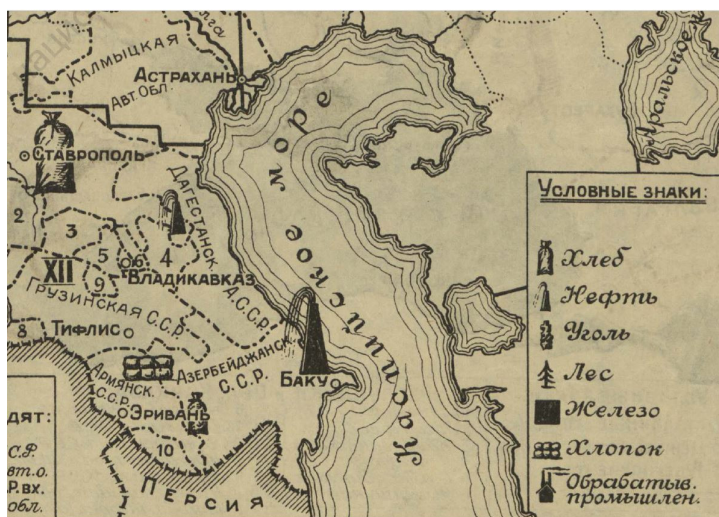 Калмыцкая
Авт. Обл.
Астрахань
Ставрополь
2
3
5
6
4
9
XII
Владикавказ
Дагестанск.
А.С.С.Р.
Грузинская С.С.Р.
8
Тифлис
Азербейджанск.
С.С.Р.
Баку
Армянск.
С.С.Р.
Эривань
10
Персия
Каспийское море
Аральское
Условные знаки:
Хлеб
Нефть
Уголь
Лес
Железо
Хлопок
Обрабатыв.
промышлен.
дят:
С.Ф.
вт.о.
Р. вх.
обл.